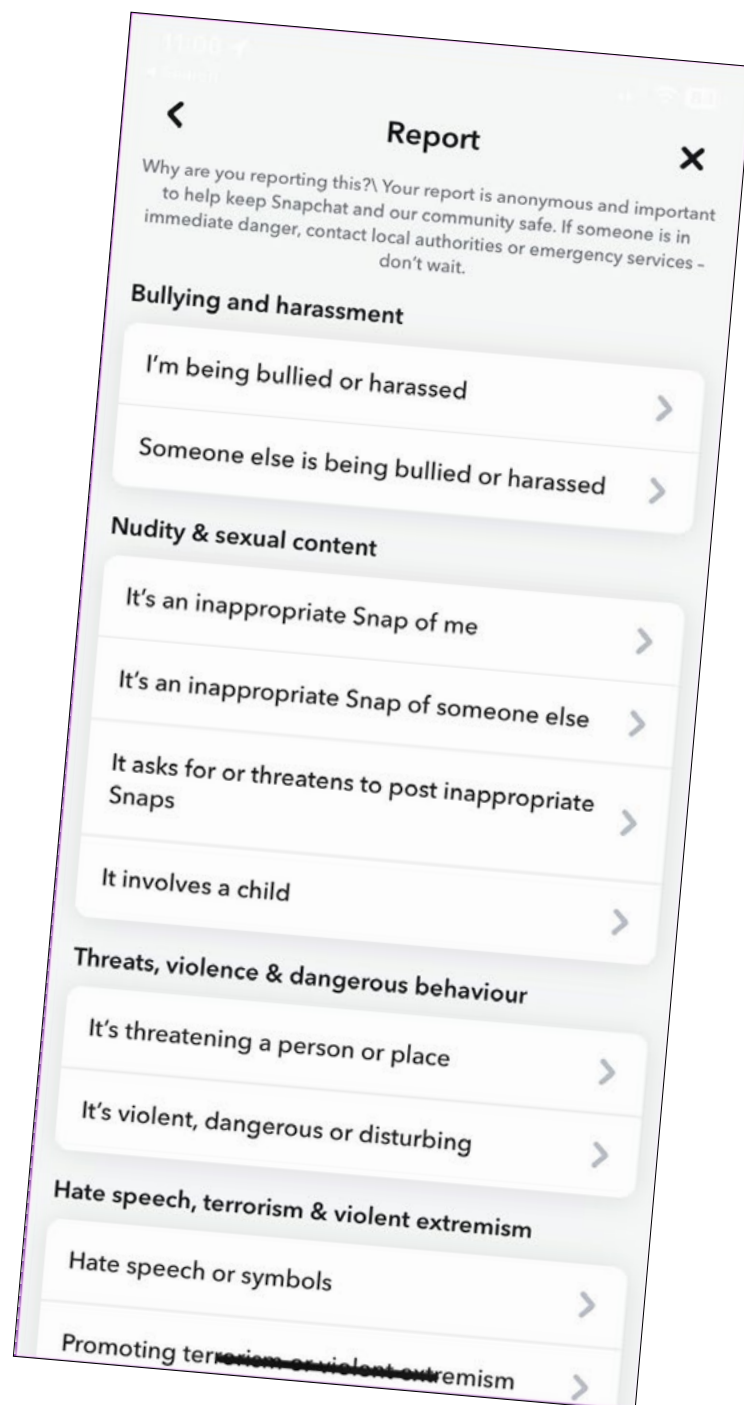 11:06
Report
Why are you reporting this?\ Your report is anonymous and important
to help keep Snapchat and our community safe. If someone is in
immediate danger, contact local authorities or emergency services –
don't wait.
Bullying and harassment
I'm being bullied or harassed
Someone else is being bullied or harassed
Nudity & sexual content
It's an inappropriate Snap of me
It's an inappropriate Snap of someone else
It asks for or threatens to post inappropriate
Snaps
It involves a child
Threats, violence & dangerous behaviour
It's threatening a person or place
It's violent, dangerous or disturbing
Hate speech, terrorism & violent extremism
Hate speech or symbols
Promoting terrorism or violent extremism